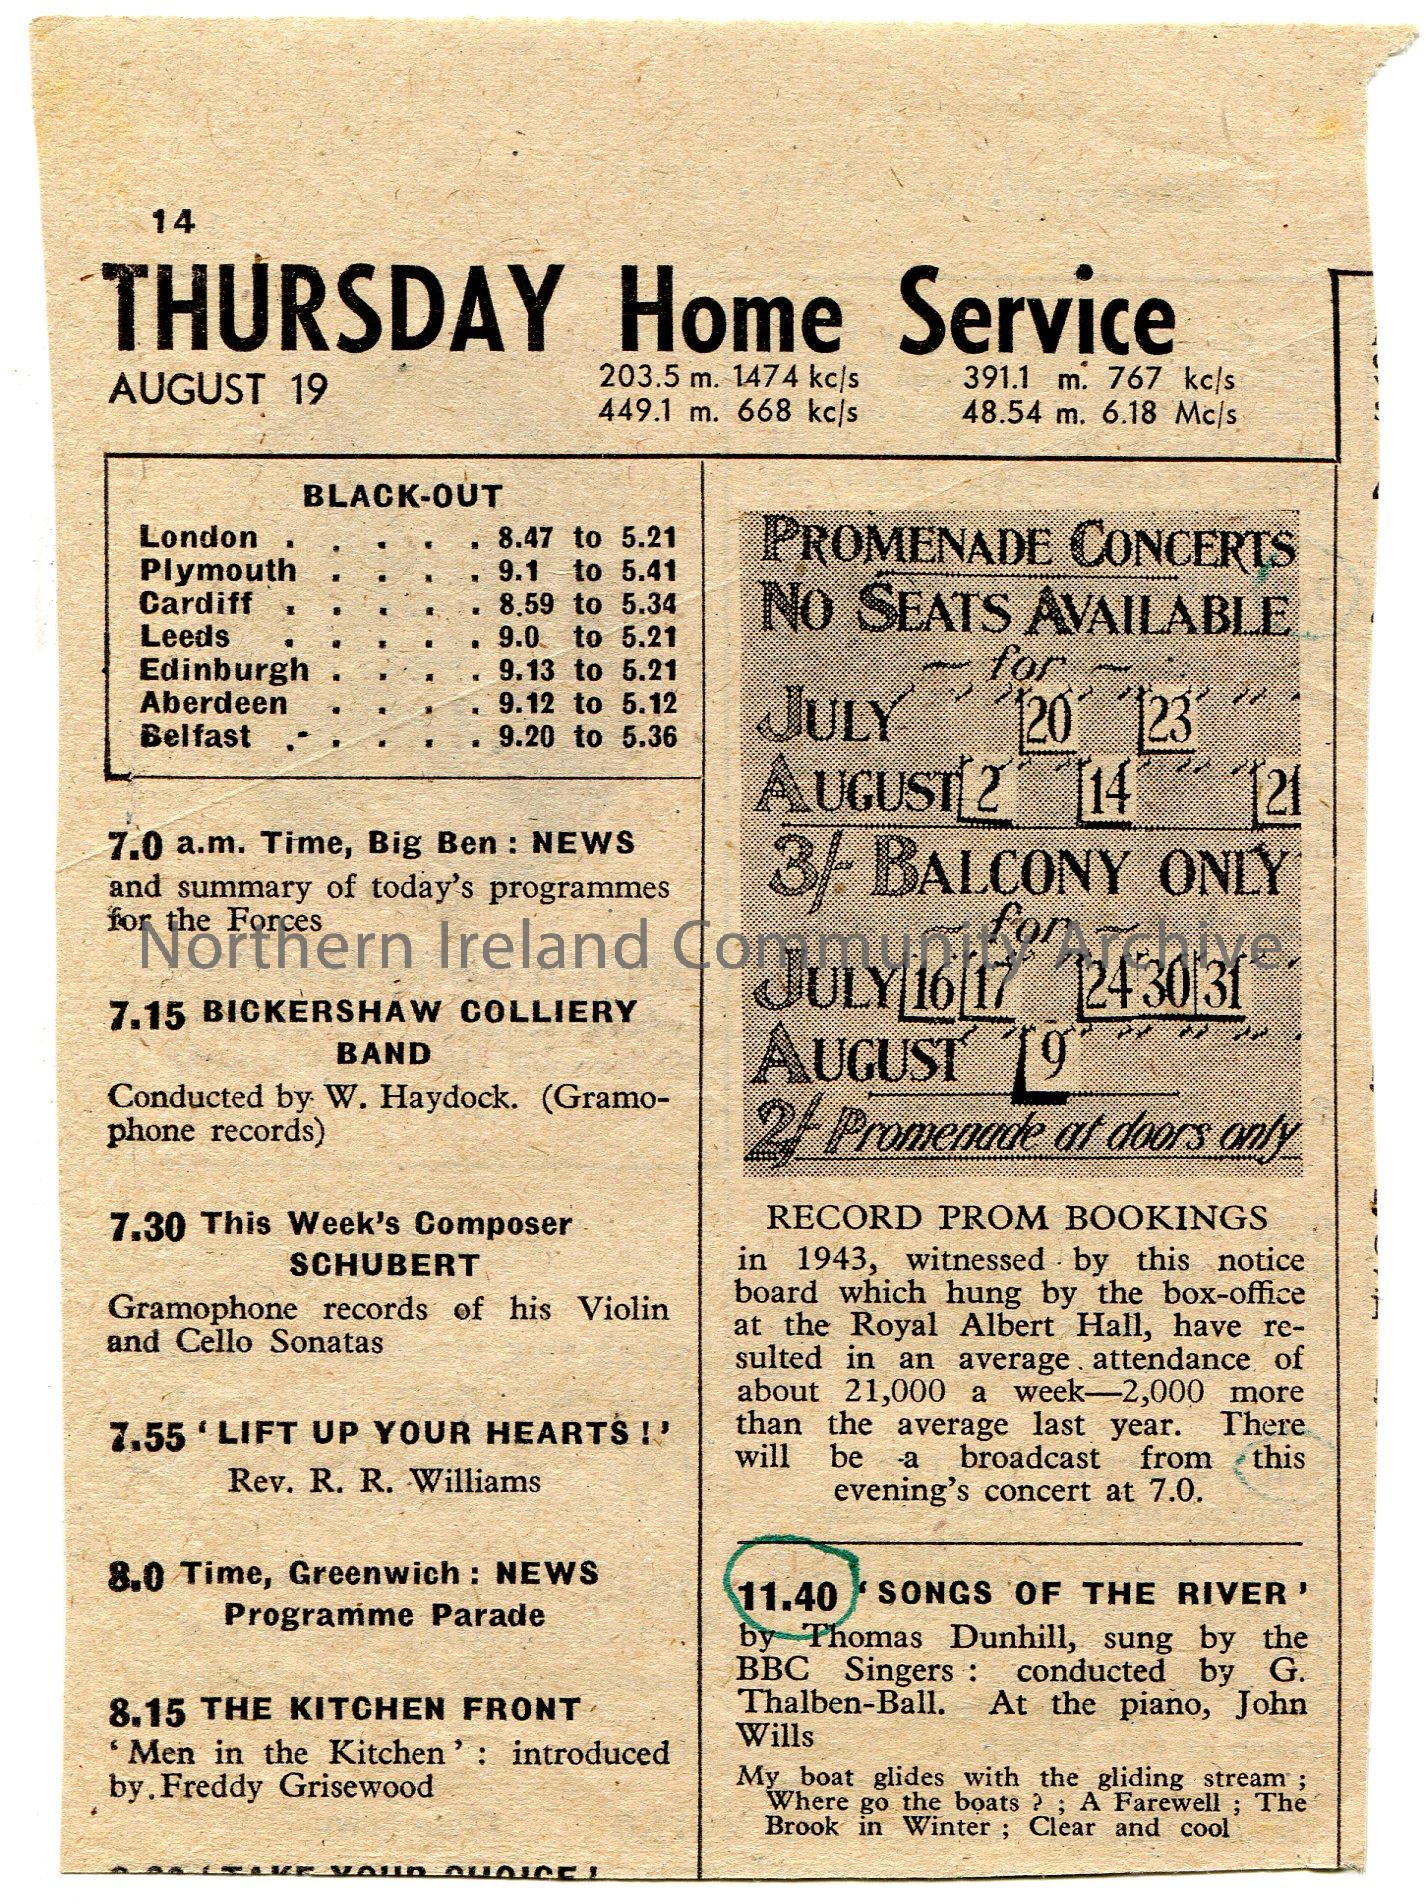 14
THURSDAY Home Service
AUGUST 19
203.5 m. 1474 kc/s 391.1 m. 767 kc/s
449.1 m. 668 kc/s 48.54 m. 6.18 Mc/s
BLACK-OUT
London . . . . . 8.47 to 5.21
Plymouth . . . . 9.1 to 5.41
Cardiff . . . . . 8.59 to 5.34
Leeds . . . . . 9.0 to 5.21
Edinburgh . . . . 9.13 to 5.21
Aberdeen . . . . 9.12 to 5.12
Belfast . . . . . 9.20 to 5.36
7.0 a.m. Time, Big Ben : NEWS
and summary of today's programmes
for the Forces
7.15 BICKERSHAW COLLIERY
BAND
Conducted by W. Haydock. (Gramo-
phone records)
7.30 This Week's Composer
SCHUBERT
Gramophone records of his Violin
and Cello Sonatas
7.55 'LIFT UP YOUR HEARTS!'
Rev. R. R. Williams
8.0 Time, Greenwich : NEWS
Programme Parade
8.15 THE KITCHEN FRONT
'Men in the Kitchen' : introduced
by Freddy Grisewood
PROMENADE CONCERTS
NO SEATS AVAILABLE
~ for ~
JULY 20 23
AUGUST 2 14 21
3/- BALCONY ONLY
~ for ~
JULY 16 17 24 30 31
AUGUST 9
2/- Promenade at doors only
RECORD PROM BOOKINGS
in 1943, witnessed by this notice
board which hung by the box-office
at the Royal Albert Hall, have re-
sulted in an average attendance of
about 21,000 a week—2,000 more
than the average last year. There
will be a broadcast from this
evening's concert at 7.0.
11.40 'SONGS OF THE RIVER'
by Thomas Dunhill, sung by the
BBC Singers : conducted by G.
Thalben-Ball. At the piano, John
Wills
My boat glides with the gliding stream ;
Where go the boats ? ; A Farewell ; The
Brook in Winter ; Clear and cool
Northern Ireland Community Archive